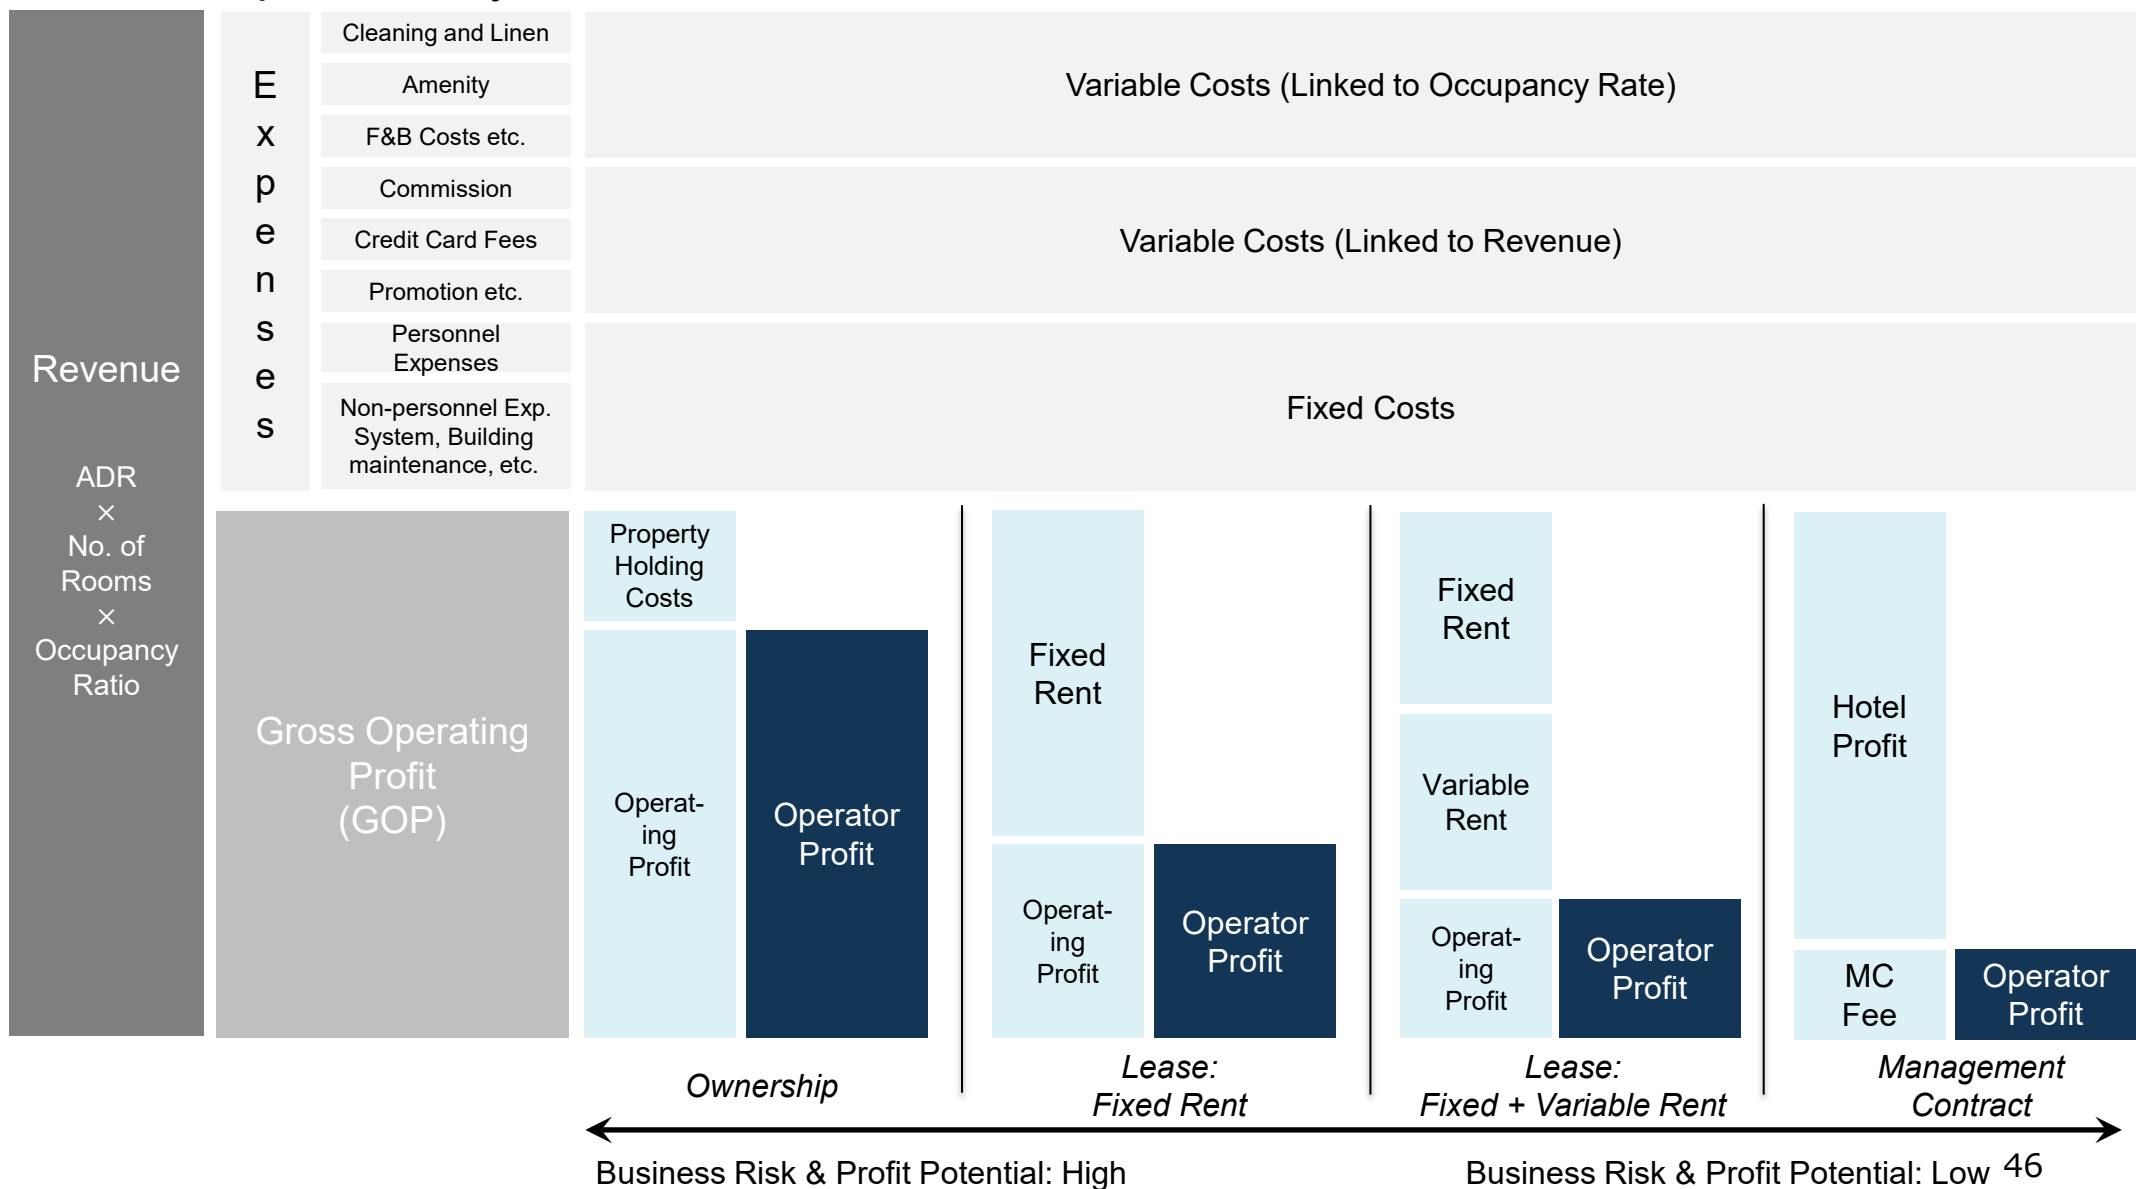 Revenue
ADR
×
No. of
Rooms
×
Occupancy
Ratio
E
x
p
e
n
s
e
s
Cleaning and Linen
Amenity
F&B Costs etc.
Commission
Credit Card Fees
Promotion etc.
Personnel
Expenses
Non-personnel Exp.
System, Building
maintenance, etc.
Variable Costs (Linked to Occupancy Rate)
Variable Costs (Linked to Revenue)
Fixed Costs
Gross Operating
Profit
(GOP)
Property
Holding
Costs
Operat-
ing
Profit
Operator
Profit
Fixed
Rent
Operat-
ing
Profit
Operator
Profit
Fixed
Rent
Variable
Rent
Operat-
ing
Profit
Operator
Profit
Hotel
Profit
MC
Fee
Operator
Profit
Ownership
Lease:
Fixed Rent
Lease:
Fixed + Variable Rent
Management
Contract
Business Risk & Profit Potential: High
Business Risk & Profit Potential: Low
46